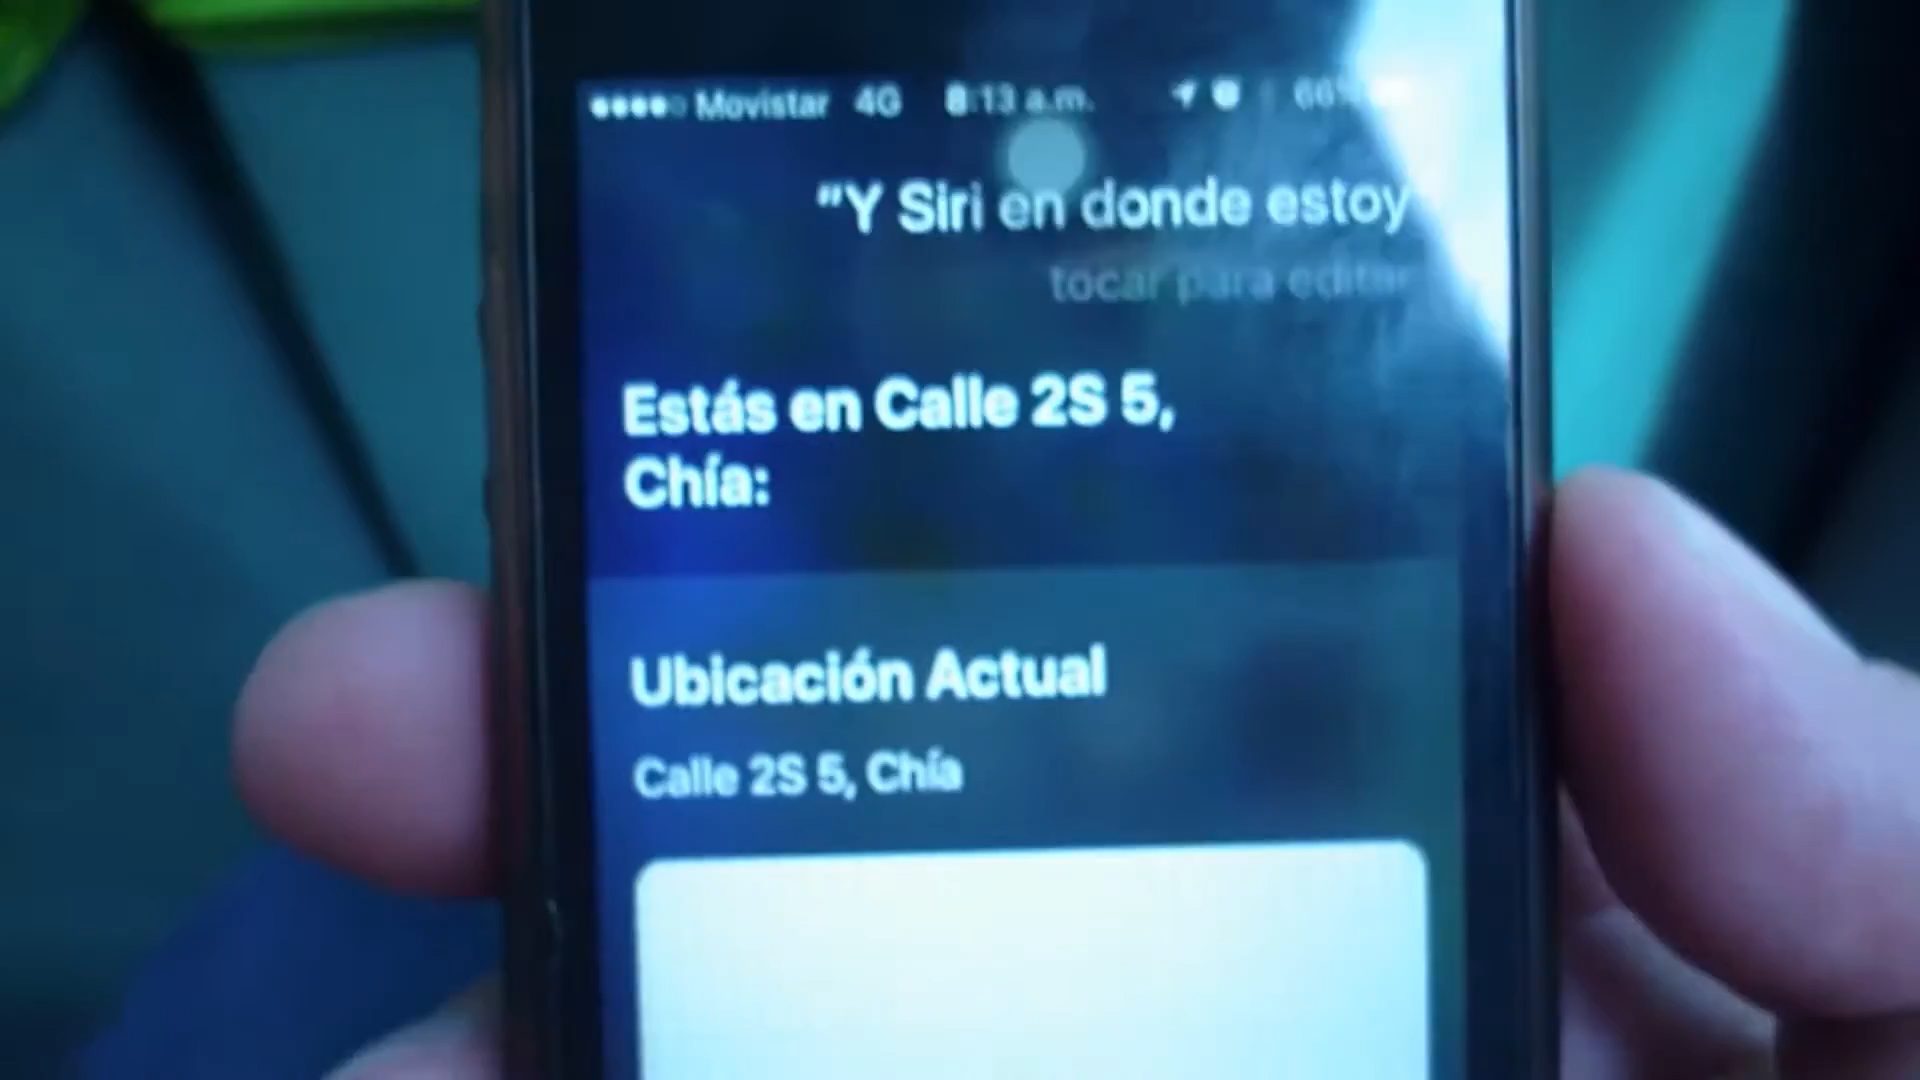 Movistar 4G 8:13 a.m.
"Y Siri en donde estoy
tocar para editar
Estás en Calle 2S 5,
Chía:
Ubicación Actual
Calle 2S 5, Chía